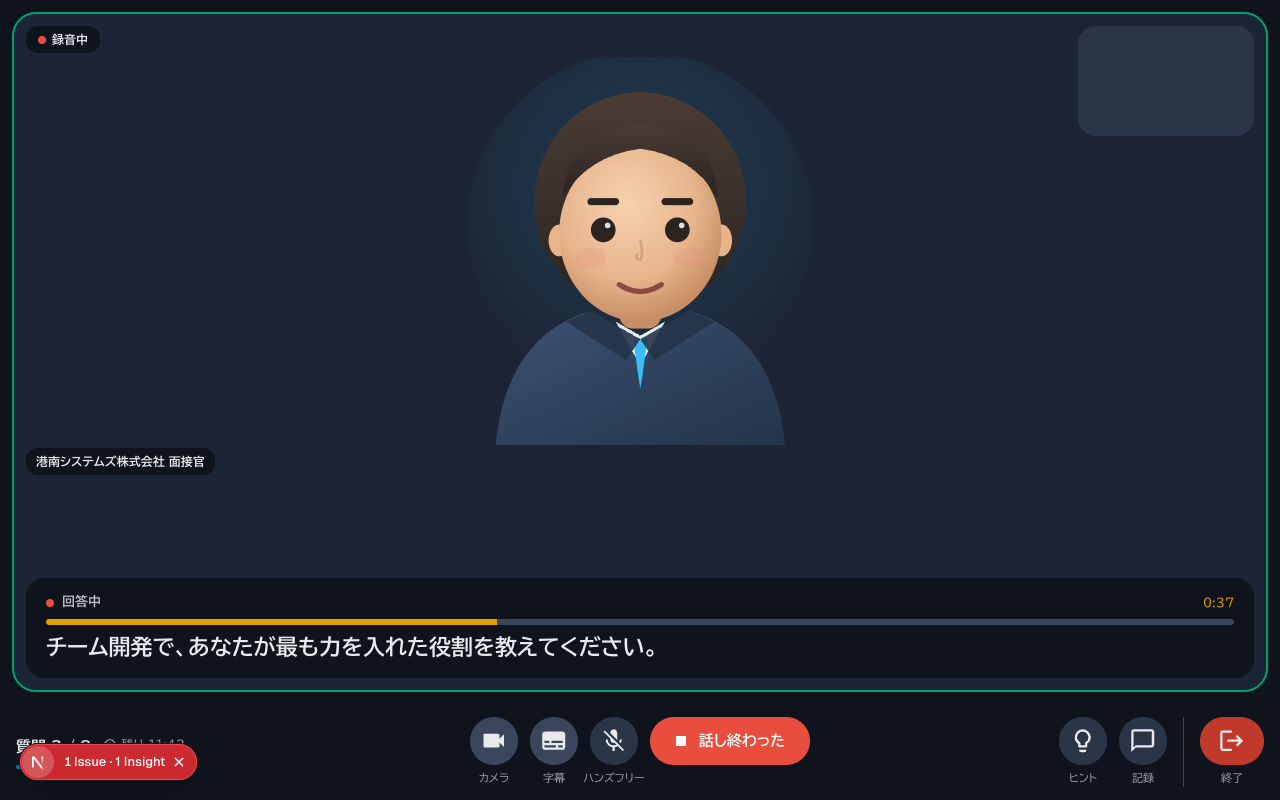 録音中
港南システムズ株式会社 面接官
回答中
0:37
チーム開発で、あなたが最も力を入れた役割を教えてください。
カメラ
字幕
ハンズフリー
話し終わった
ヒント
記録
終了
1 Issue · 1 Insight